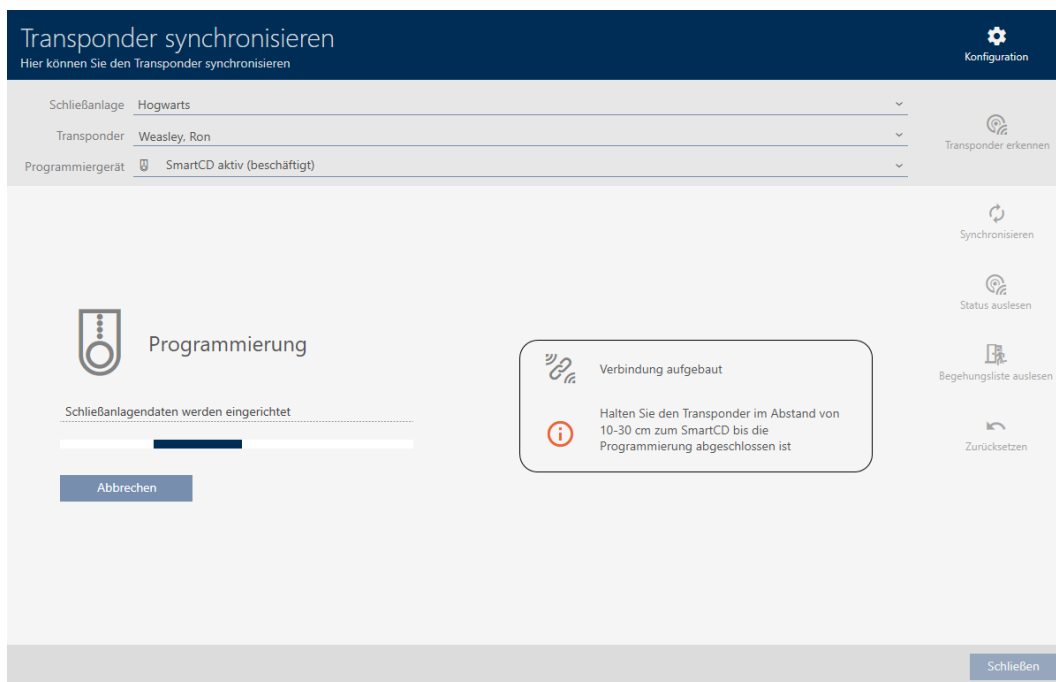 Transponder synchronisieren
Hier können Sie den Transponder synchronisieren
Konfiguration
Schließanlage Hogwarts
Transponder Weasley, Ron
Programmiergerät SmartCD aktiv (beschäftigt)
Transponder erkennen
Synchronisieren
Status auslesen
Begehungsliste auslesen
Zurücksetzen
Programmierung
Schließanlagendaten werden eingerichtet
Abbrechen
Verbindung aufgebaut
Halten Sie den Transponder im Abstand von
10-30 cm zum SmartCD bis die
Programmierung abgeschlossen ist
Schließen